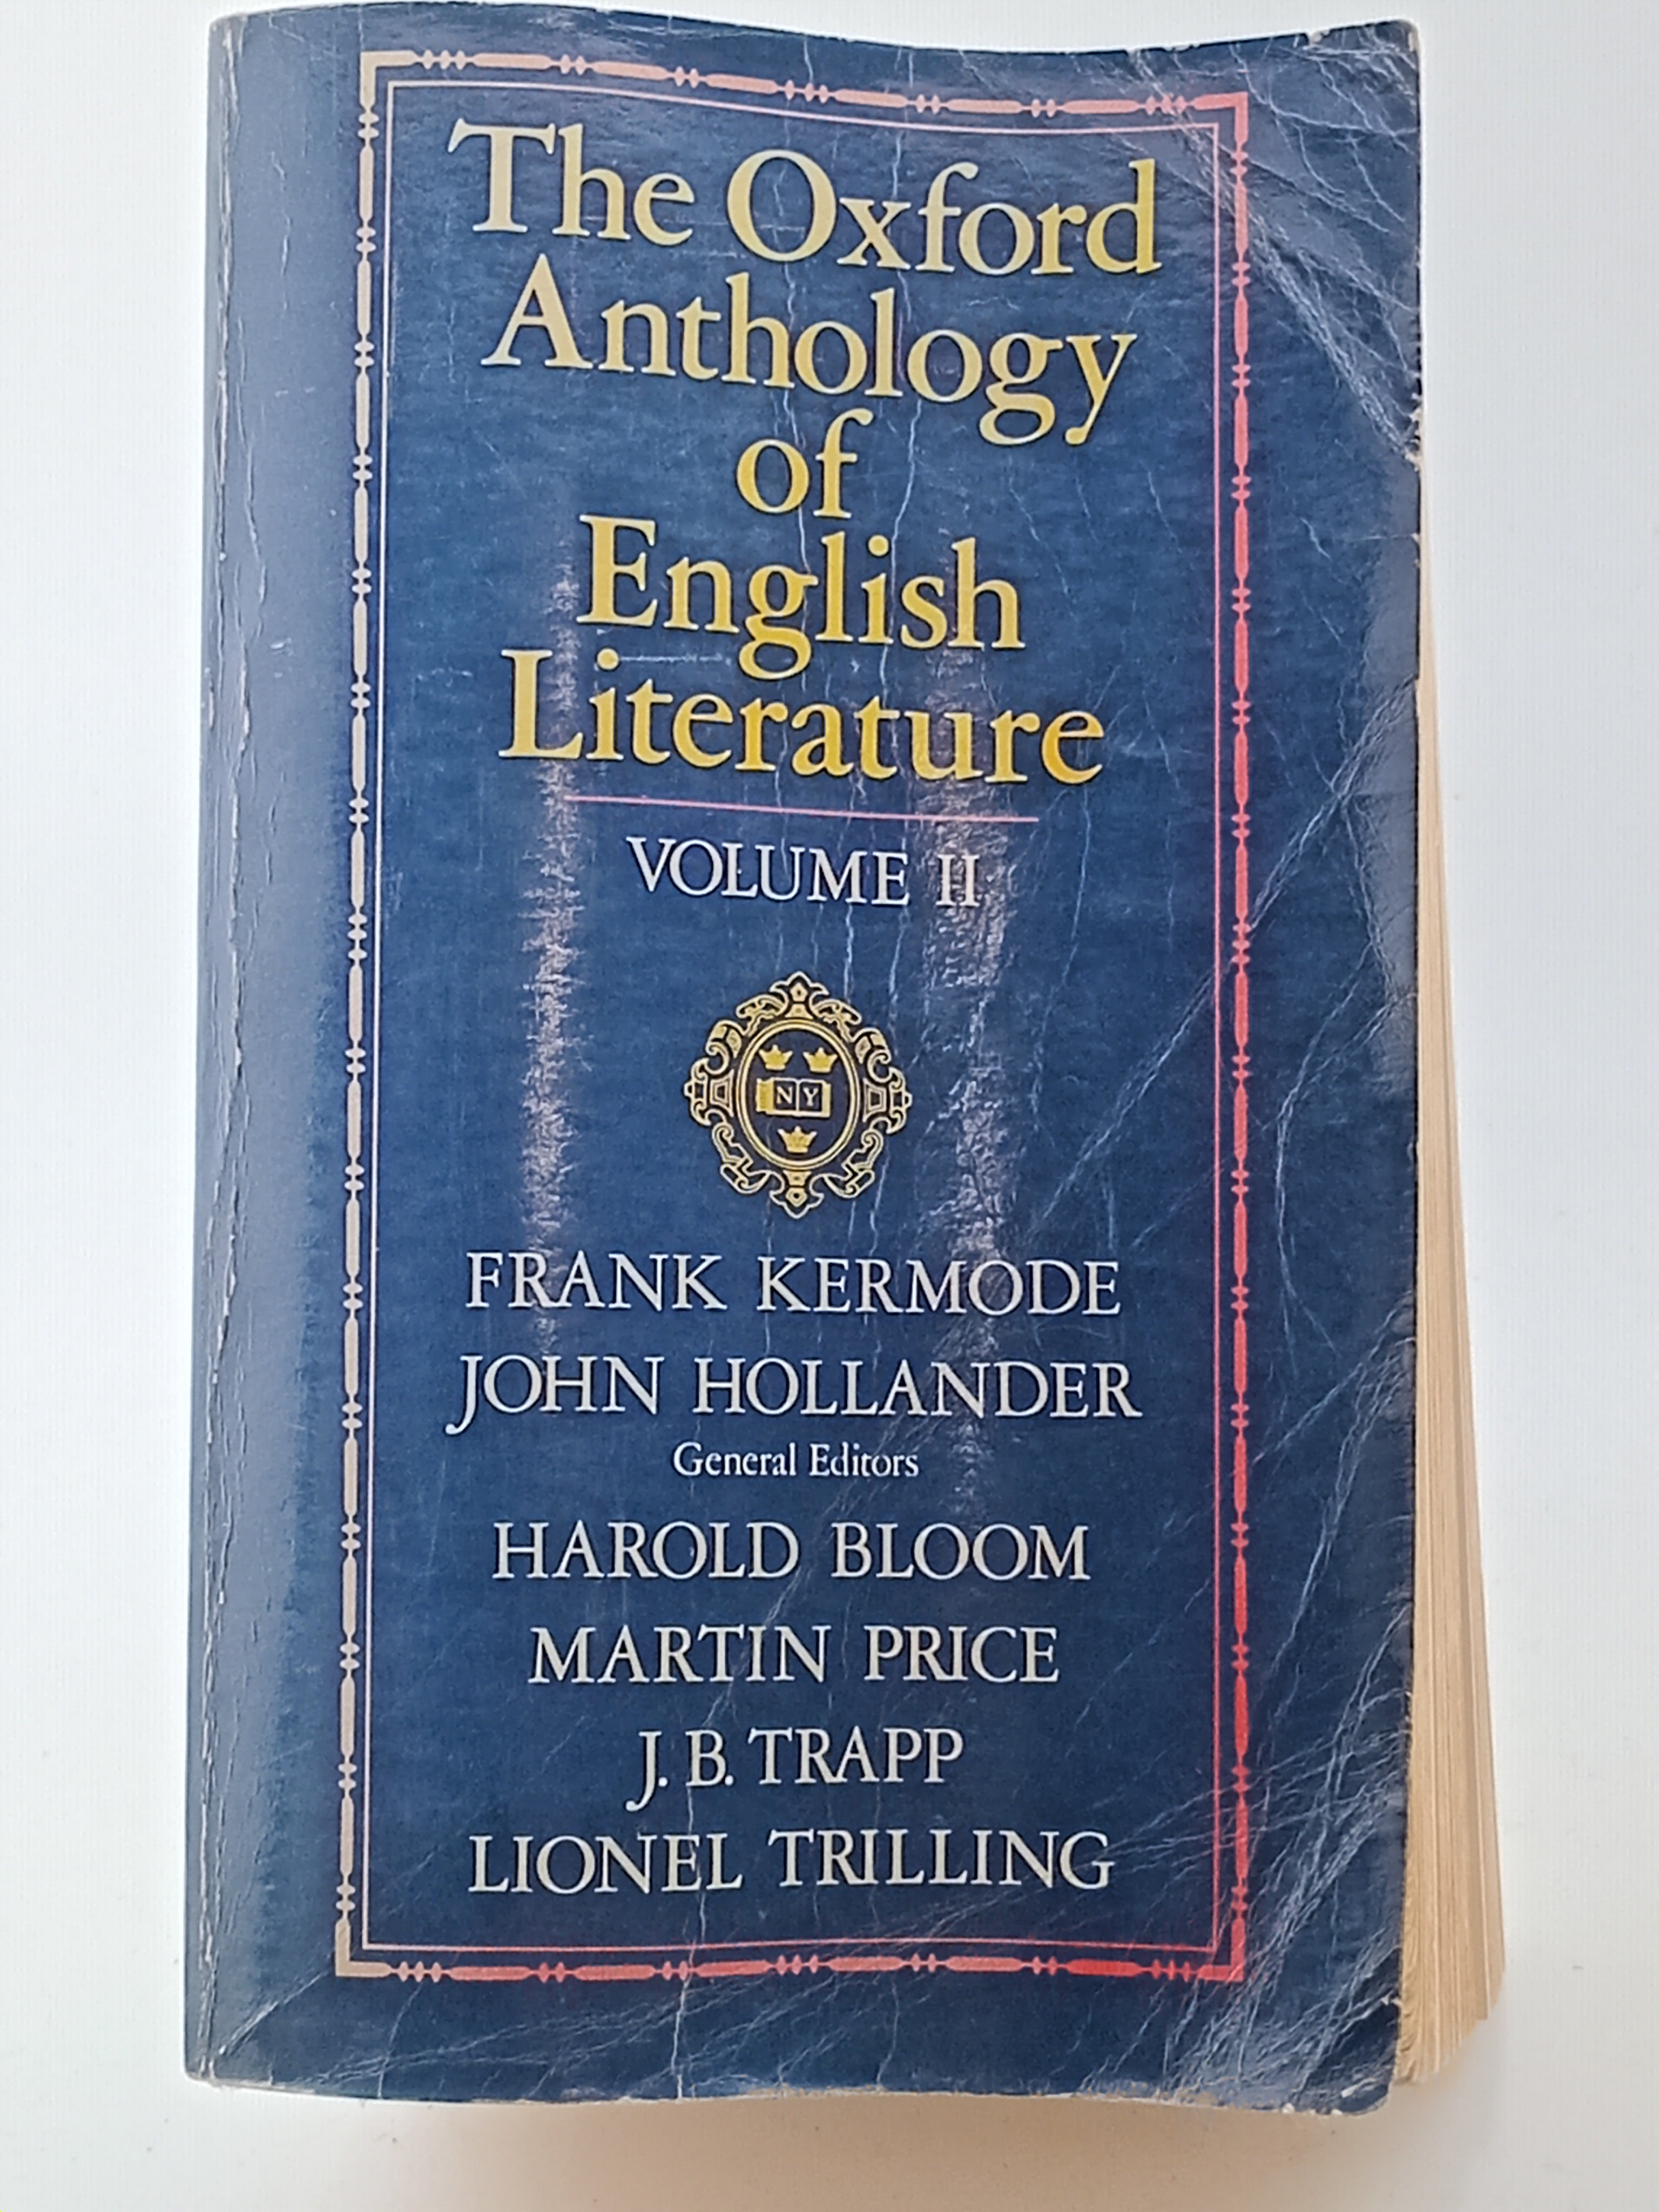 The Oxford
Anthology
of
English
Literature
VOLUME II
N Y
FRANK KERMODE
JOHN HOLLANDER
General Editors
HAROLD BLOOM
MARTIN PRICE
J. B. TRAPP
LIONEL TRILLING